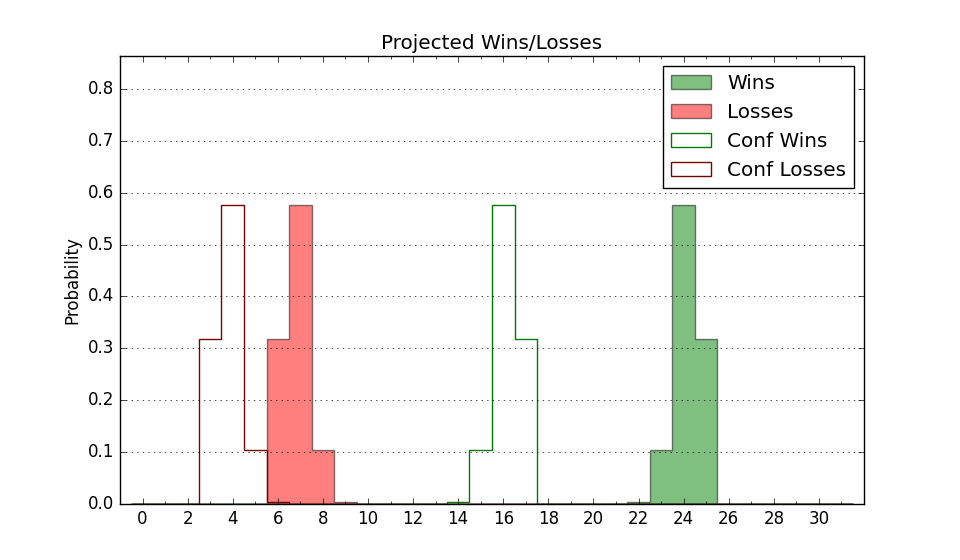 Projected Wins/Losses
Wins
Losses
Conf Wins
Conf Losses
Probability
0.8
0.7
0.6
0.5
0.4
0.3
0.2
0.1
0.0
0 2 4 6 8 10 12 14 16 18 20 22 24 26 28 30